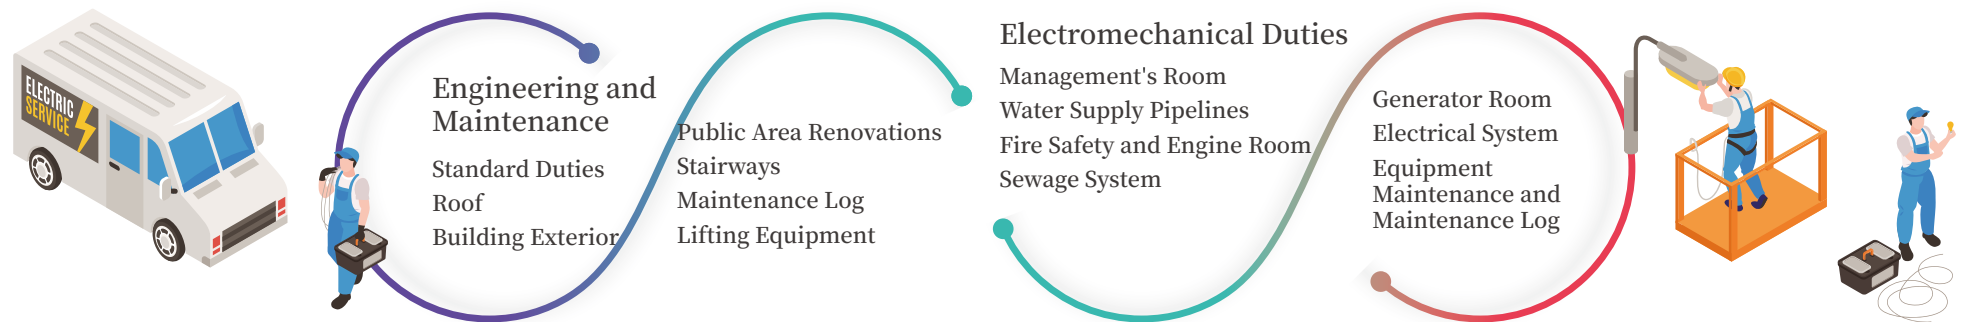 ELECTRIC
SERVICE
Engineering and
Maintenance
Standard Duties
Roof
Building Exterior
Public Area Renovations
Stairways
Maintenance Log
Lifting Equipment
Electromechanical Duties
Management's Room
Water Supply Pipelines
Fire Safety and Engine Room
Sewage System
Generator Room
Electrical System
Equipment
Maintenance and
Maintenance Log